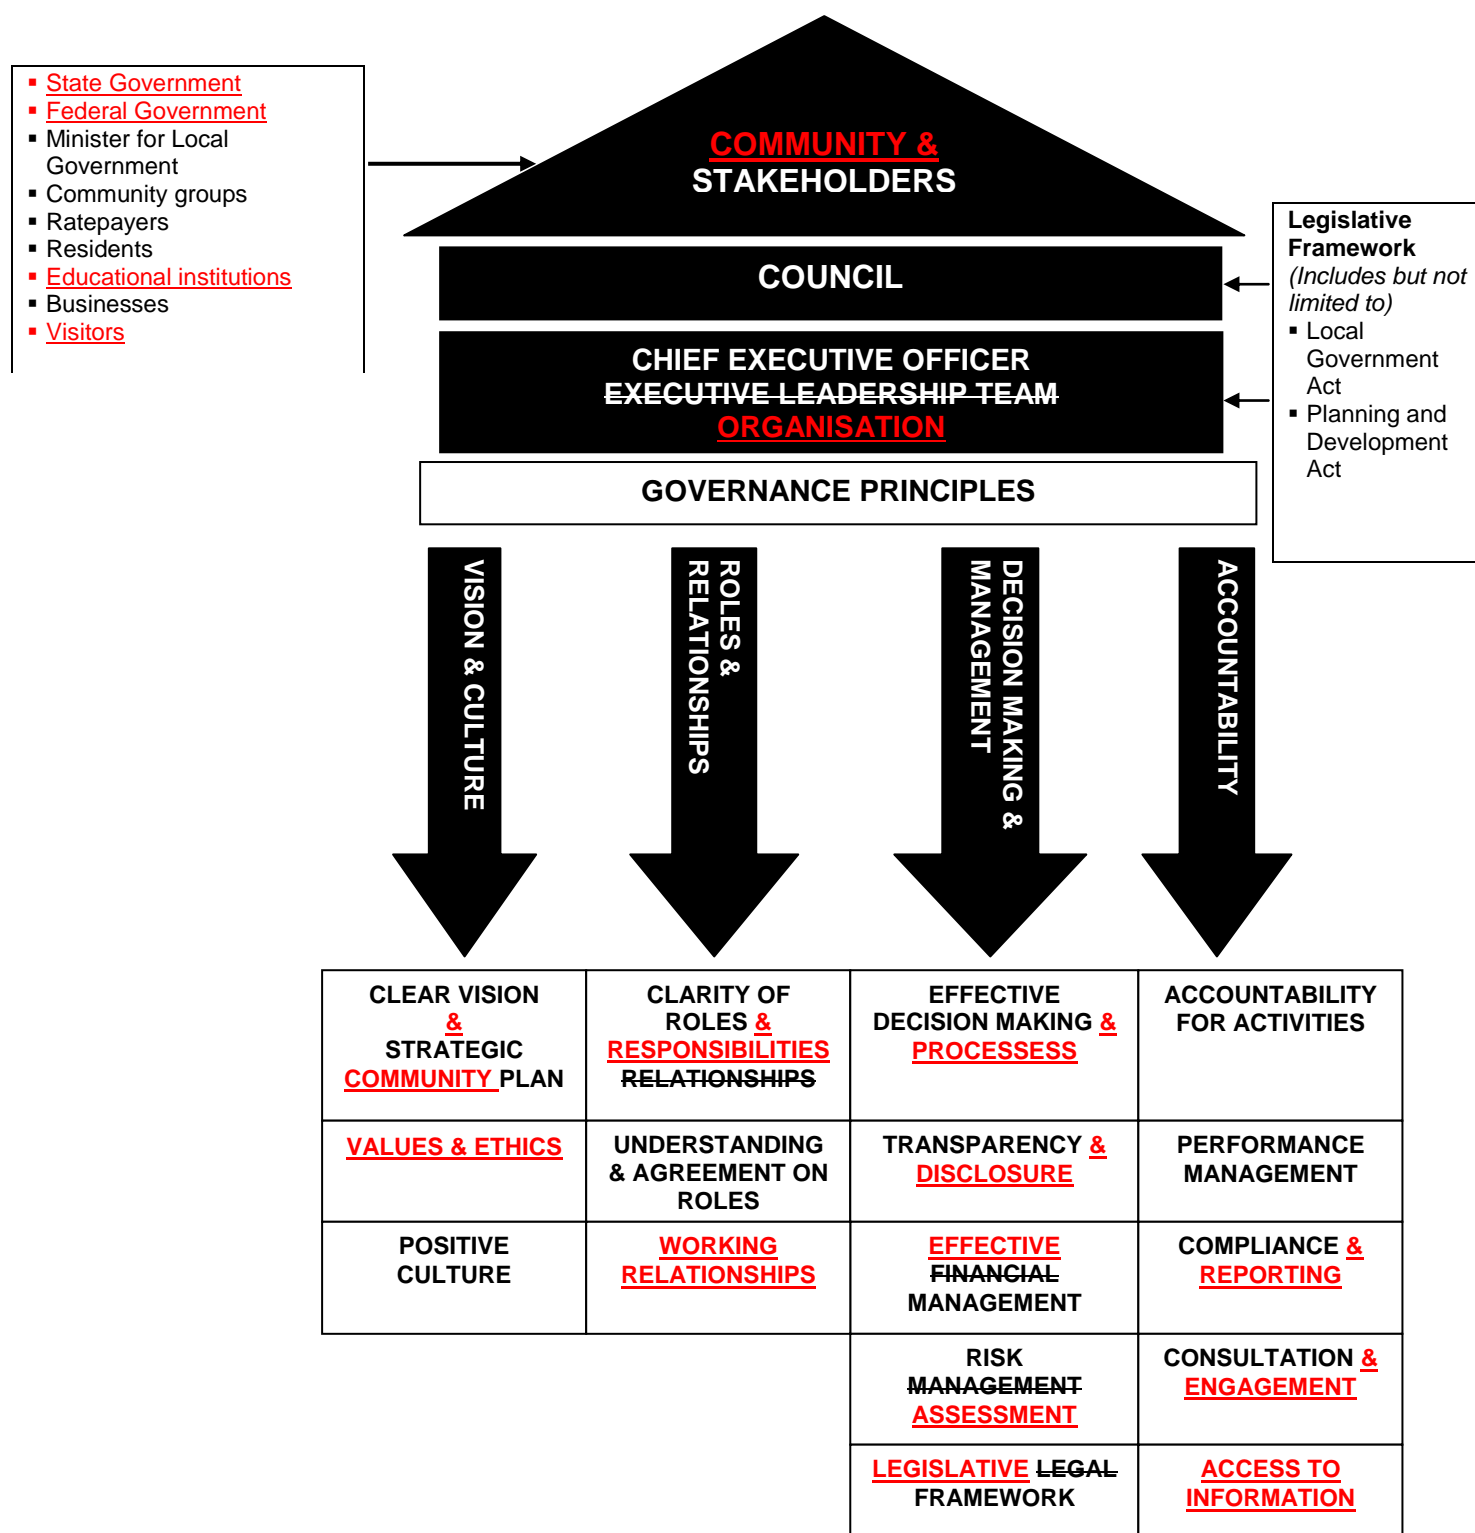 ▪ State Government
▪ Federal Government
▪ Minister for Local
Government
▪ Community groups
▪ Ratepayers
▪ Residents
▪ Educational institutions
▪ Businesses
▪ Visitors
COMMUNITY &
STAKEHOLDERS
COUNCIL
CHIEF EXECUTIVE OFFICER
EXECUTIVE LEADERSHIP TEAM
ORGANISATION
Legislative
Framework
(Includes but not
limited to)
▪ Local
Government
Act
▪ Planning and
Development
Act
GOVERNANCE PRINCIPLES
VISION & CULTURE
ROLES &
RELATIONSHIPS
DECISION MAKING &
MANAGEMENT
ACCOUNTABILITY
CLEAR VISION
&
STRATEGIC
COMMUNITY PLAN
CLARITY OF
ROLES &
RESPONSIBILITIES
RELATIONSHIPS
EFFECTIVE
DECISION MAKING &
PROCESSESS
ACCOUNTABILITY
FOR ACTIVITIES
VALUES & ETHICS
UNDERSTANDING
& AGREEMENT ON
ROLES
TRANSPARENCY &
DISCLOSURE
PERFORMANCE
MANAGEMENT
POSITIVE
CULTURE
WORKING
RELATIONSHIPS
EFFECTIVE
FINANCIAL
MANAGEMENT
COMPLIANCE &
REPORTING
RISK
MANAGEMENT
ASSESSMENT
CONSULTATION &
ENGAGEMENT
LEGISLATIVE LEGAL
FRAMEWORK
ACCESS TO
INFORMATION